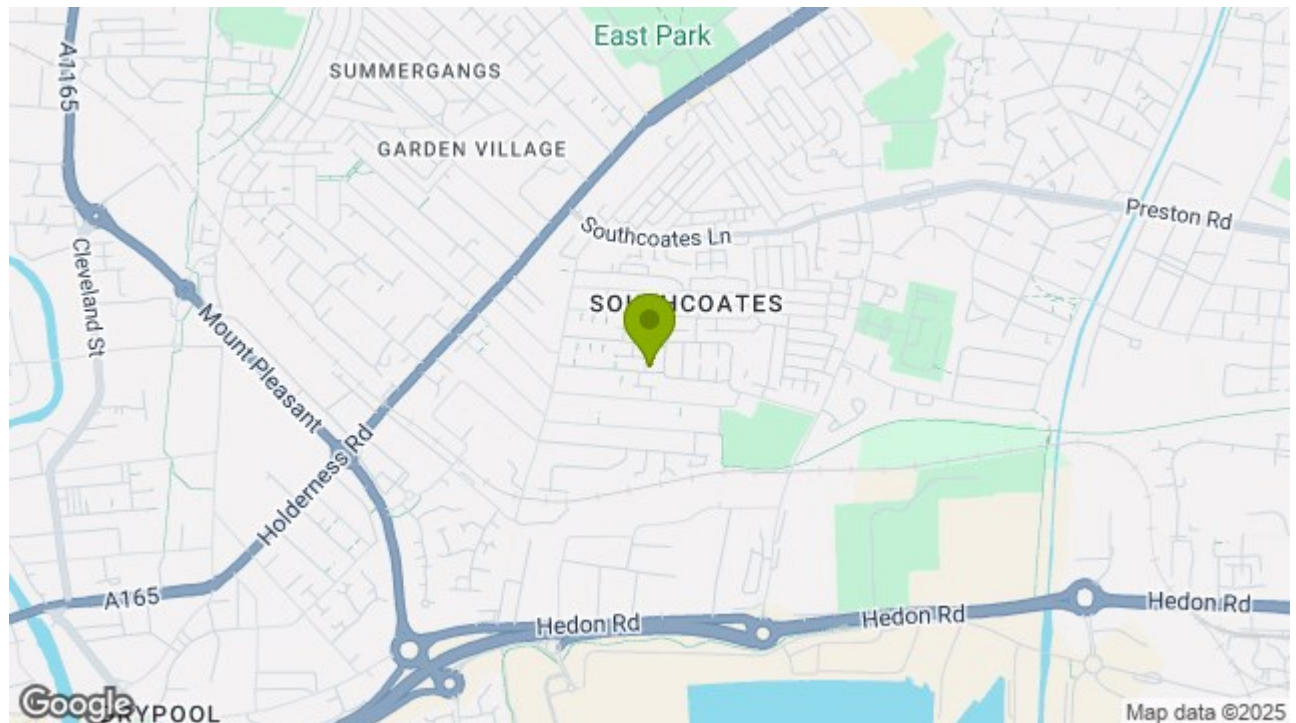 East Park
SUMMERGANGS
A1165
GARDEN VILLAGE
Preston Rd
Southcoates Ln
Cleveland St
Mount Pleasant
Holderness Rd
A165
Hedon Rd
Hedon Rd
Hedon Rd
Google
Map data ©2025